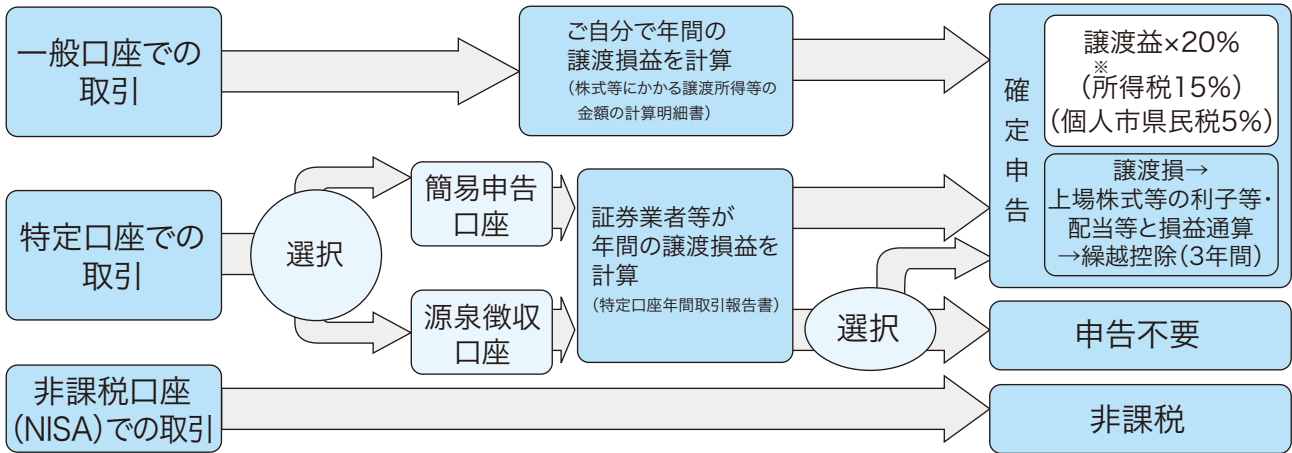 一般口座での
取引
ご自分で年間の
譲渡損益を計算
（株式等にかかる譲渡所得等の
金額の計算明細書）
確定申告
譲渡益×20%
※
（所得税15%）
（個人市県民税5%）
譲渡損→
上場株式等の利子等・
配当等と損益通算
→繰越控除（3年間）
特定口座での
取引
選択
簡易申告
口座
源泉徴収
口座
証券業者等が
年間の譲渡損益を
計算
（特定口座年間取引報告書）
選択
申告不要
非課税口座
（NISA）での取引
非課税